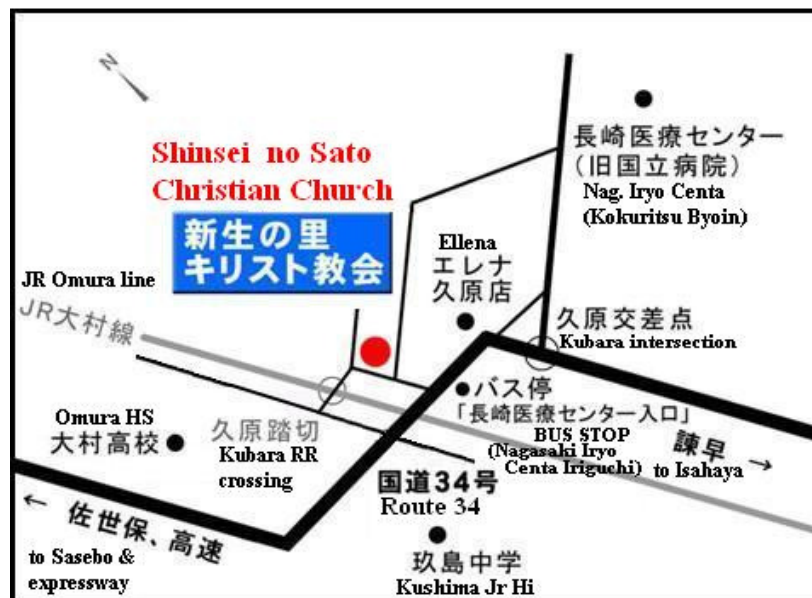 N
長崎医療センター
(旧国立病院)
Nag. Iryo Centa
(Kokuritsu Byoin)
Shinsei no Sato
Christian Church
新生の里
キリスト教会
Ellena
エレナ
久原店
JR Omura line
JR大村線
久原交差点
Kubara intersection
バス停
「長崎医療センター入口」
BUS STOP
(Nagasaki Iryo
Centa Iriguchi)
諫早 →
to Isahaya
Omura HS
大村高校
久原踏切
Kubara RR
crossing
国道34号
Route 34
← 佐世保、高速
to Sasebo &
expressway
玖島中学
Kushima Jr Hi